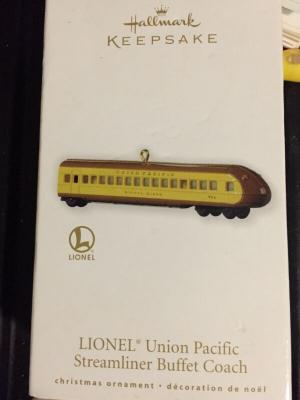 Hallmark
KEEPSAKE
UNION PACIFIC
LIONEL
LIONEL® Union Pacific
Streamliner Buffet Coach
christmas ornament • décoration de noël